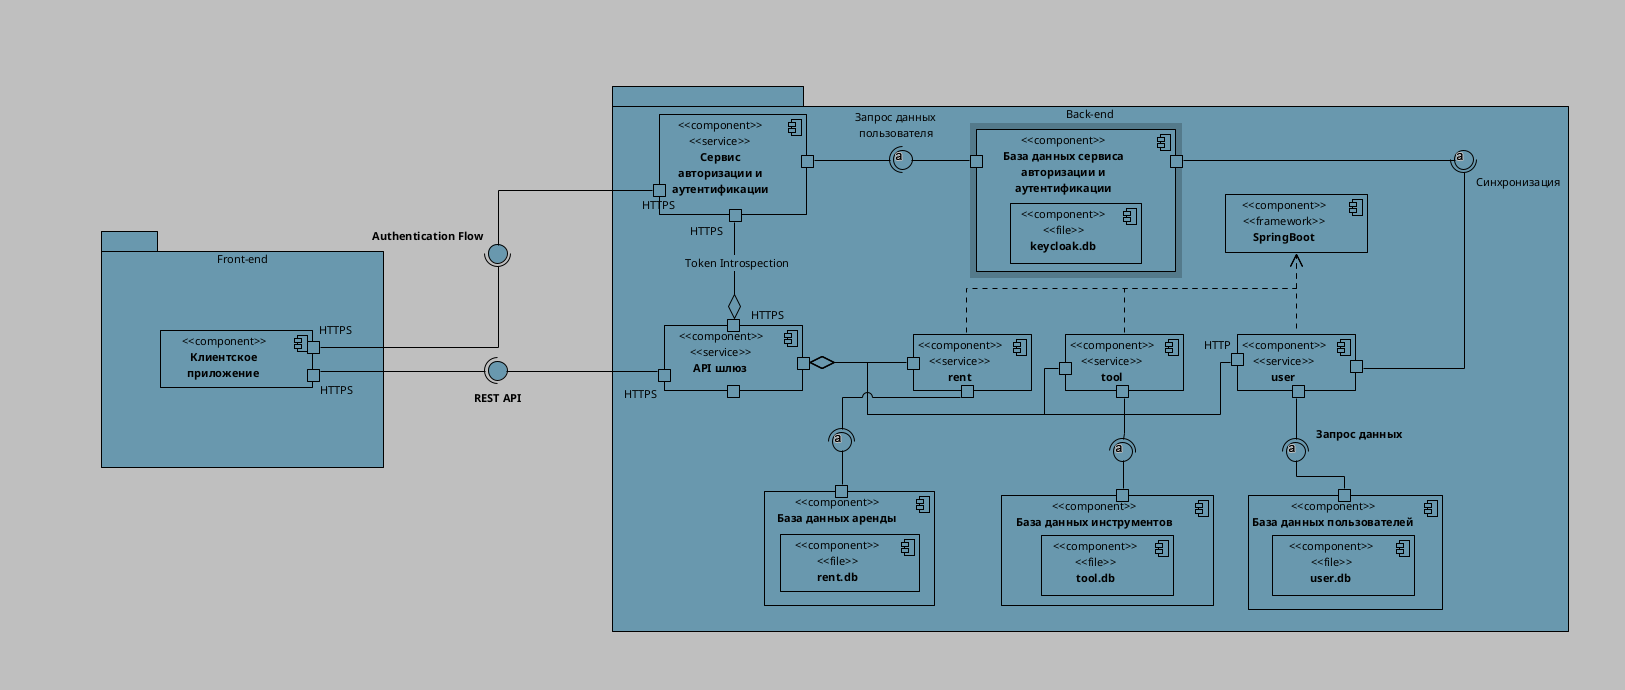 Back-end
<<component>>
<<service>>
Сервис
авторизации и
аутентификации
HTTPS
HTTPS
Запрос данных
пользователя
a
<<component>>
База данных сервиса
авторизации и
аутентификации
<<component>>
<<file>>
keycloak.db
a
Синхронизация
<<component>>
<<framework>>
SpringBoot
Authentication Flow
Front-end
HTTPS
<<component>>
Клиентское
приложение
HTTPS
REST API
Token Introspection
HTTPS
<<component>>
<<service>>
API шлюз
HTTPS
<<component>>
<<service>>
rent
<<component>>
<<service>>
tool
HTTP
<<component>>
<<service>>
user
a
a
a
Запрос данных
<<component>>
База данных аренды
<<component>>
<<file>>
rent.db
<<component>>
База данных инструментов
<<component>>
<<file>>
tool.db
<<component>>
База данных пользователей
<<component>>
<<file>>
user.db